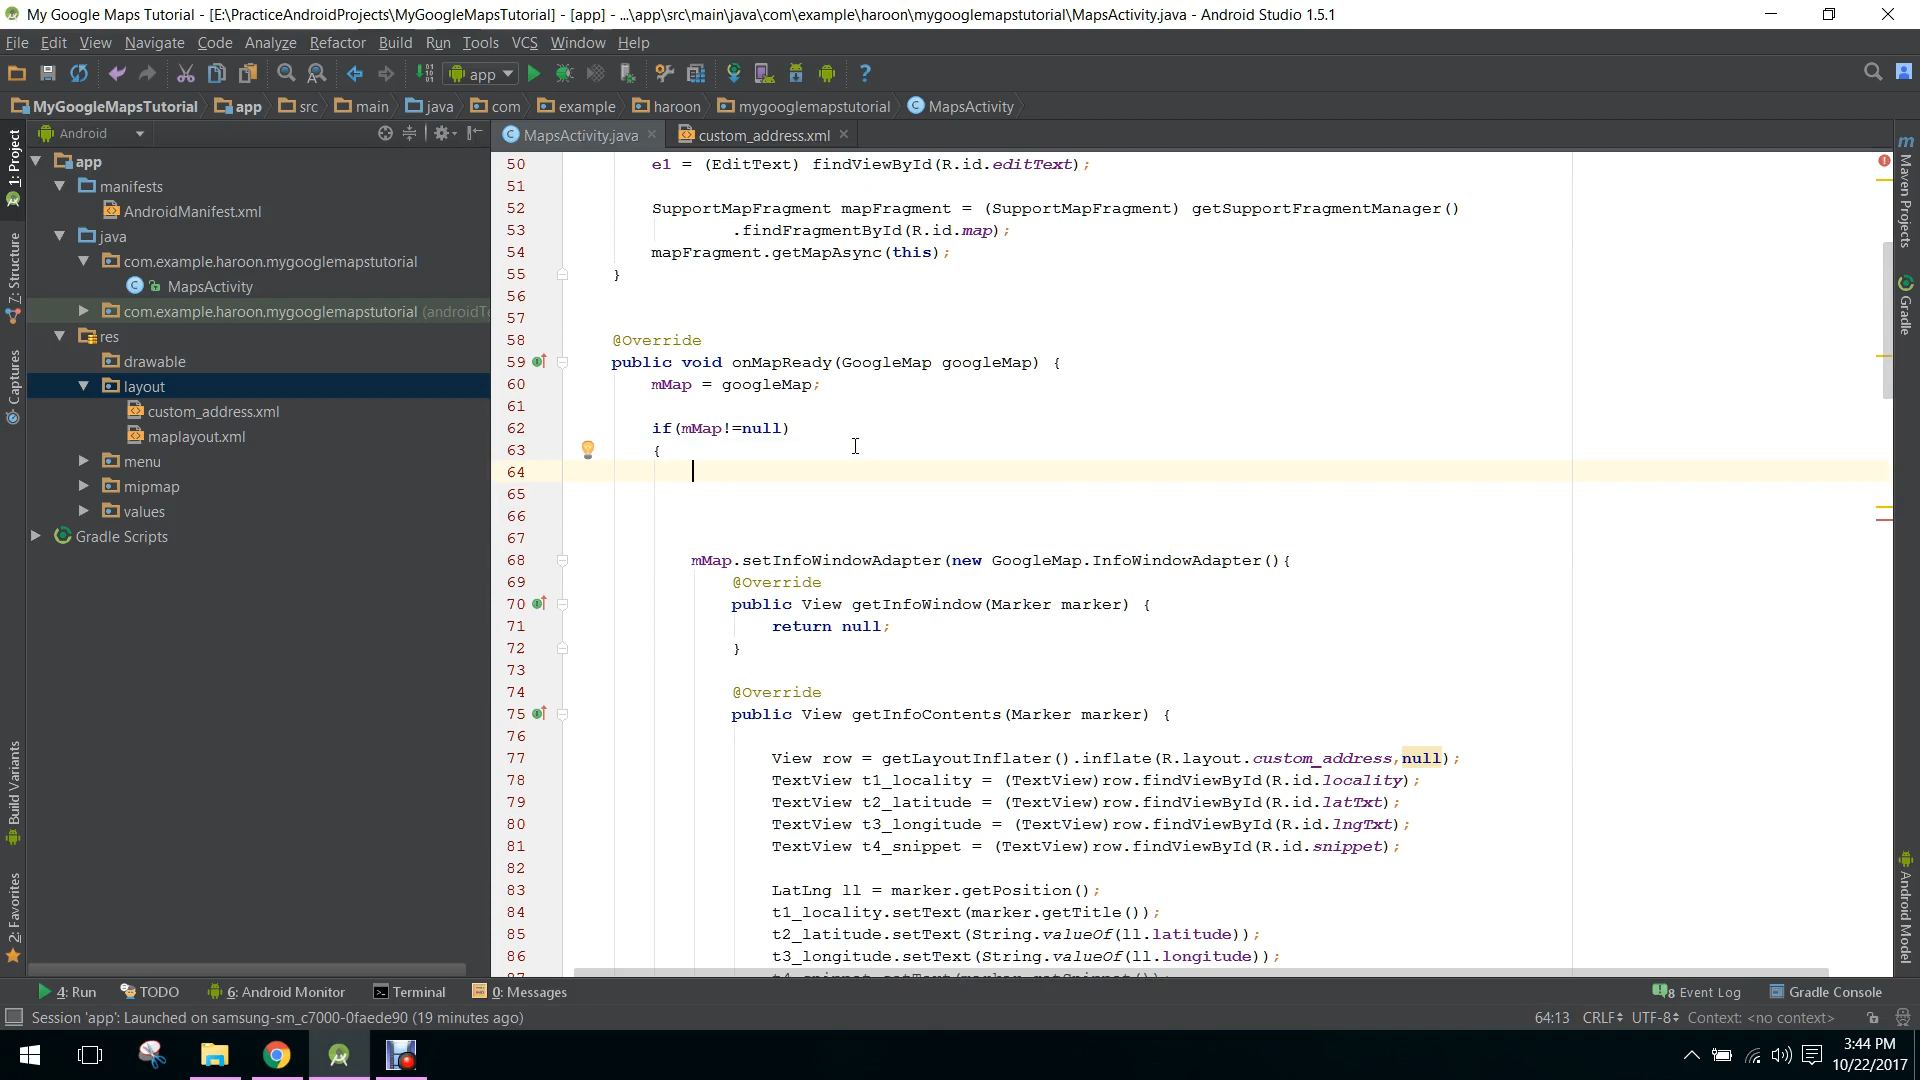 My Google Maps Tutorial - [E:\PracticeAndroidProjects\MyGoogleMapsTutorial] - [app] - ...\app\src\main\java\com\example\haroon\mygooglemapstutorial\MapsActivity.java - Android Studio 1.5.1
File Edit View Navigate Code Analyze Refactor Build Run Tools VCS Window Help
app
MyGoogleMapsTutorial app src main java com example haroon mygooglemapstutorial MapsActivity
Android
MapsActivity.java custom_address.xml
1: Project
7: Structure
Captures
Build Variants
2: Favorites
app
manifests
AndroidManifest.xml
java
com.example.haroon.mygooglemapstutorial
MapsActivity
com.example.haroon.mygooglemapstutorial (androidTe
res
drawable
layout
custom_address.xml
maplayout.xml
menu
mipmap
values
Gradle Scripts
50 e1 = (EditText) findViewById(R.id.editText);
51
52 SupportMapFragment mapFragment = (SupportMapFragment) getSupportFragmentManager()
53 .findFragmentById(R.id.map);
54 mapFragment.getMapAsync(this);
55 }
56
57
58 @Override
59 public void onMapReady(GoogleMap googleMap) {
60 mMap = googleMap;
61
62 if(mMap!=null)
63 {
64
65
66
67
68 mMap.setInfoWindowAdapter(new GoogleMap.InfoWindowAdapter(){
69 @Override
70 public View getInfoWindow(Marker marker) {
71 return null;
72 }
73
74 @Override
75 public View getInfoContents(Marker marker) {
76
77 View row = getLayoutInflater().inflate(R.layout.custom_address,null);
78 TextView t1_locality = (TextView)row.findViewById(R.id.locality);
79 TextView t2_latitude = (TextView)row.findViewById(R.id.latTxt);
80 TextView t3_longitude = (TextView)row.findViewById(R.id.lngTxt);
81 TextView t4_snippet = (TextView)row.findViewById(R.id.snippet);
82
83 LatLng ll = marker.getPosition();
84 t1_locality.setText(marker.getTitle());
85 t2_latitude.setText(String.valueOf(ll.latitude));
86 t3_longitude.setText(String.valueOf(ll.longitude));
87 t4_snippet.setText(marker.getSnippet());
Maven Projects
Gradle
Android Model
4: Run TODO 6: Android Monitor Terminal 0: Messages 8 Event Log Gradle Console
Session 'app': Launched on samsung-sm_c7000-0faede90 (19 minutes ago) 64:13 CRLF UTF-8 Context: <no context>
3:44 PM
10/22/2017